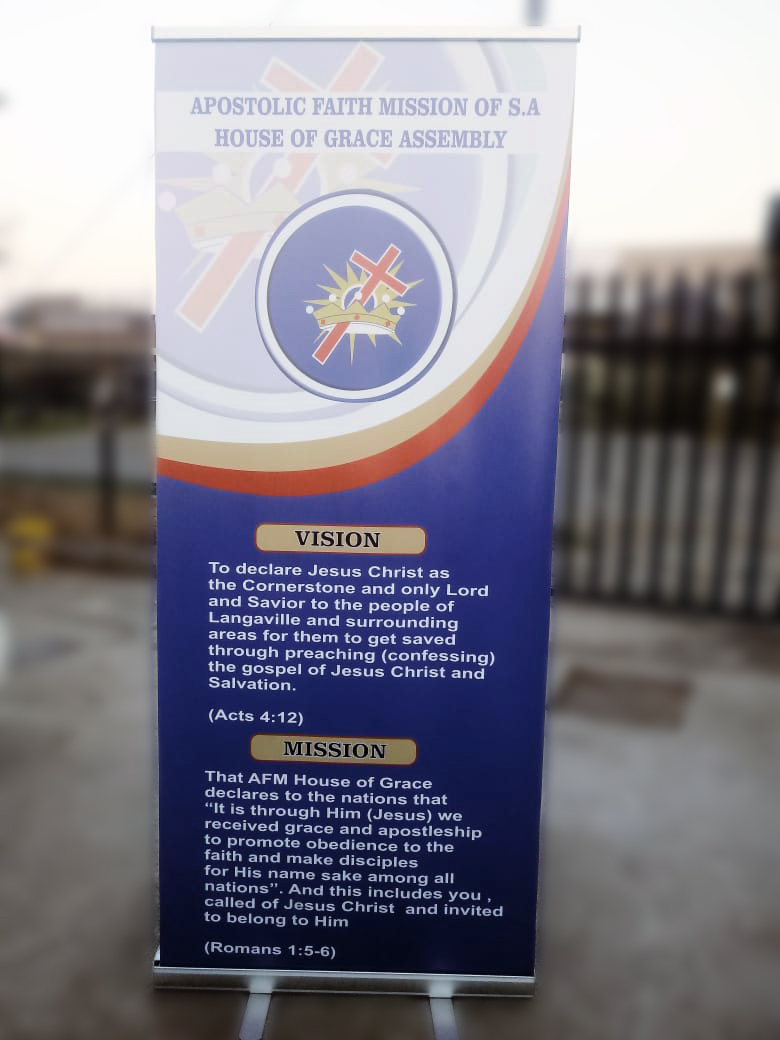 APOSTOLIC FAITH MISSION OF S.A
HOUSE OF GRACE ASSEMBLY
VISION
To declare Jesus Christ as
the Cornerstone and only Lord
and Savior to the people of
Langaville and surrounding
areas for them to get saved
through preaching (confessing)
the gospel of Jesus Christ and
Salvation.
(Acts 4:12)
MISSION
That AFM House of Grace
declares to the nations that
“It is through Him (Jesus) we
received grace and apostleship
to promote obedience to the
faith and make disciples
for His name sake among all
nations”. And this includes you ,
called of Jesus Christ  and invited
to belong to Him
(Romans 1:5-6)